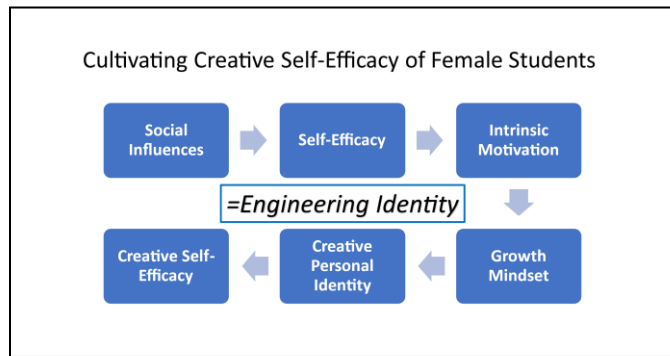 Cultivating Creative Self-Efficacy of Female Students
Social
Influences
Self-Efficacy
Intrinsic
Motivation
=Engineering Identity
Creative Self-
Efficacy
Creative
Personal
Identity
Growth
Mindset